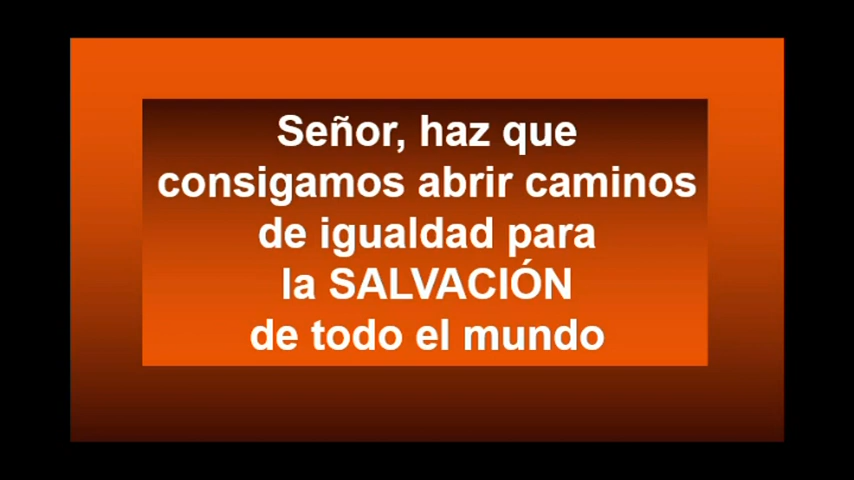 Señor, haz que
consigamos abrir caminos
de igualdad para
la SALVACIÓN
de todo el mundo